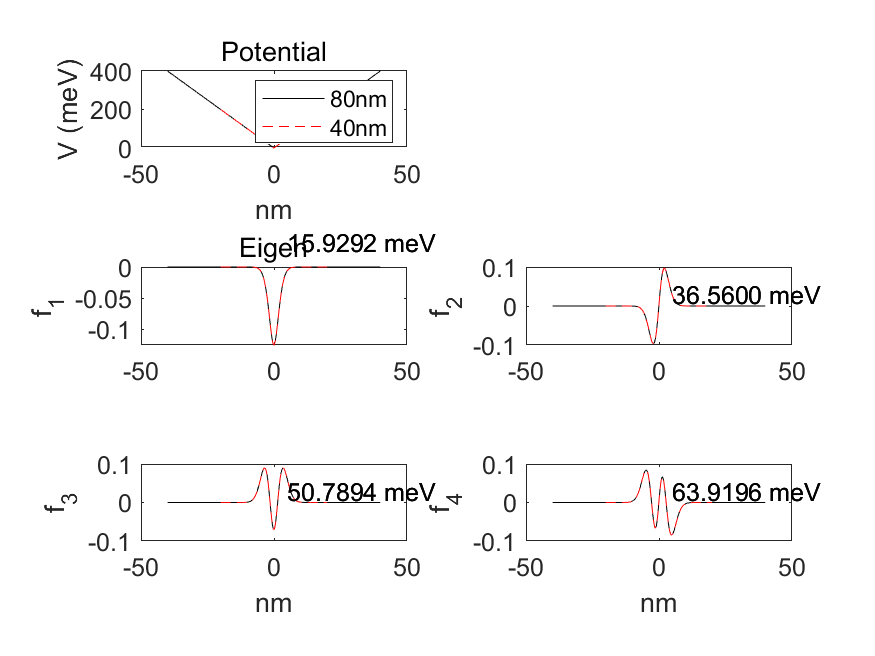 Potential
V (meV)
400
200
0
80nm
40nm
-50
0
50
nm
Eigen
15.9292 meV
f1
0
-0.05
-0.1
-50
0
50
f2
0.1
0
-0.1
36.5600 meV
-50
0
50
f3
0.1
0
-0.1
50.7894 meV
-50
0
50
nm
f4
0.1
0
-0.1
63.9196 meV
-50
0
50
nm